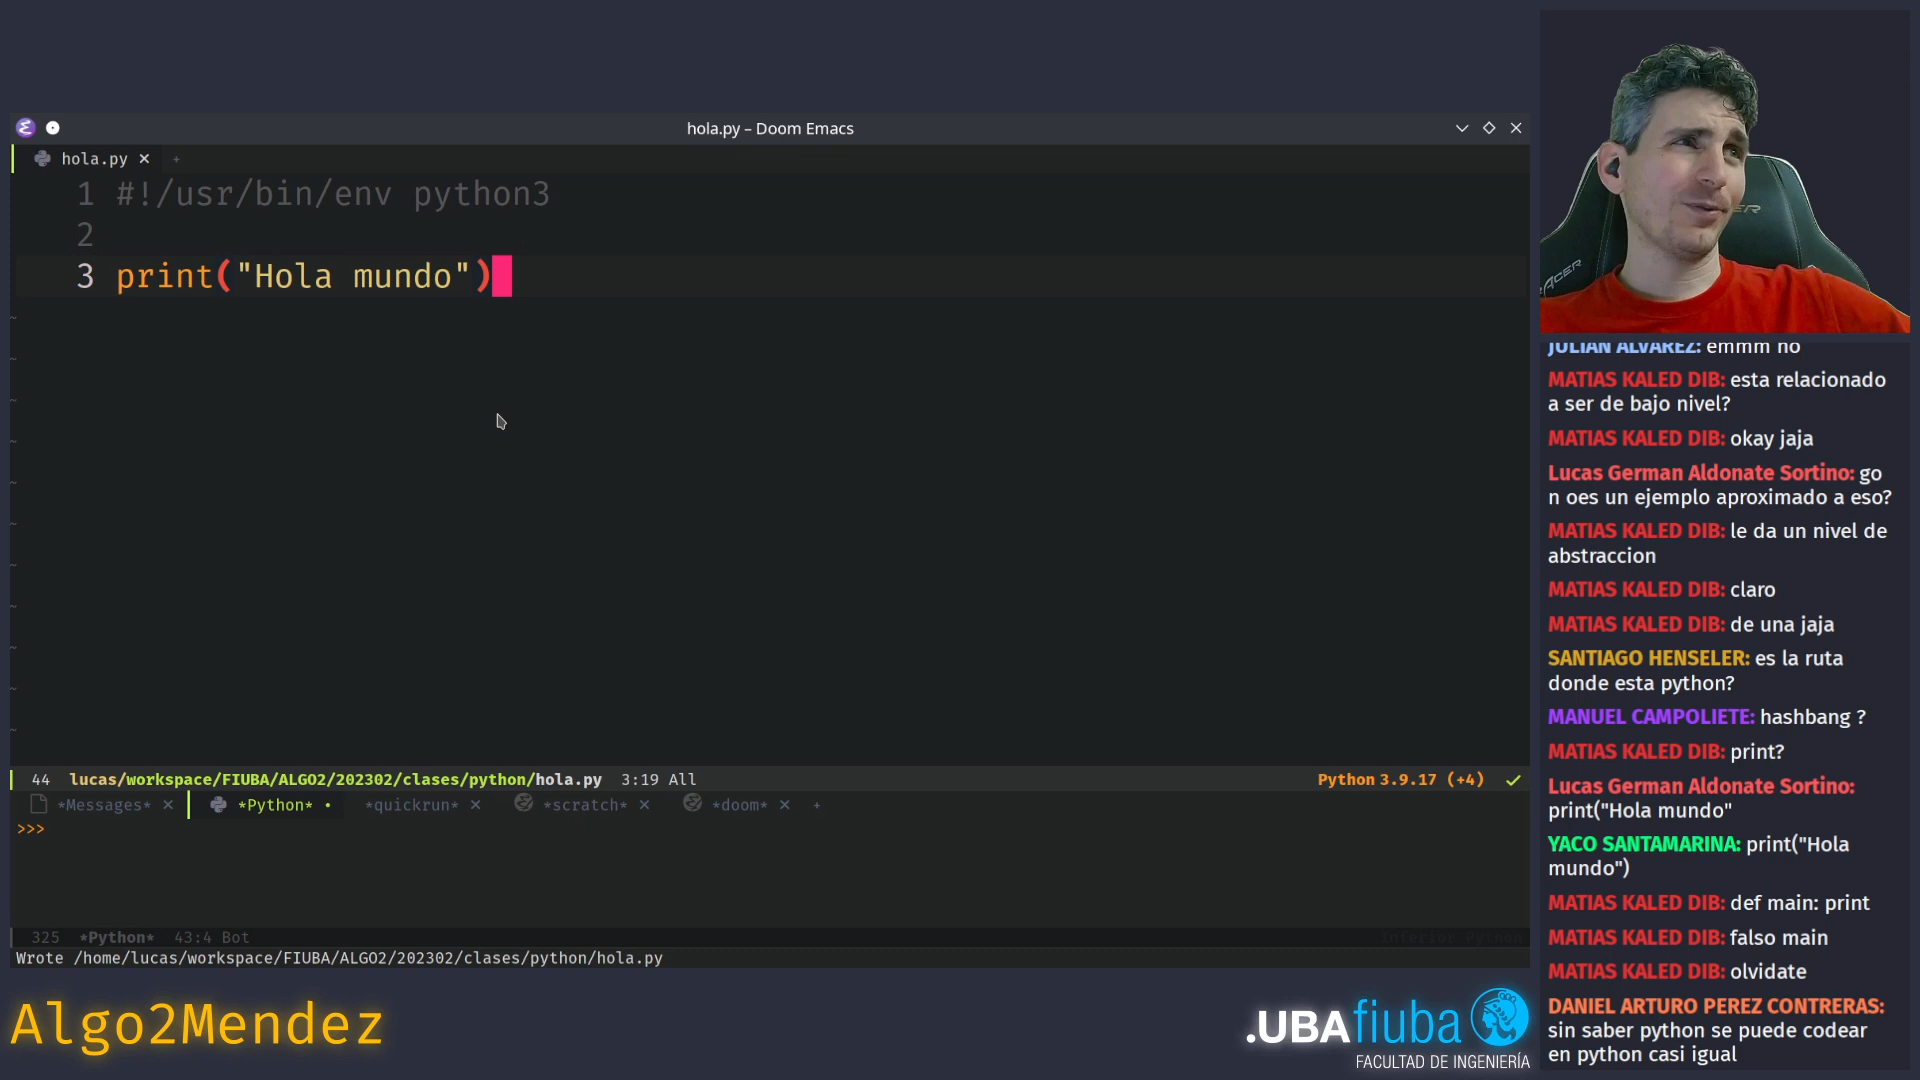 hola.py – Doom Emacs
hola.py × +
1 #!/usr/bin/env python3
2
3 print("Hola mundo")
44 lucas/workspace/FIUBA/ALGO2/202302/clases/python/hola.py 3:19 All Python 3.9.17 (+4) ✓
*Messages* × *Python* • *quickrun* × *scratch* × *doom* × +
>>>
325 *Python* 43:4 Bot Inferior Python
Wrote /home/lucas/workspace/FIUBA/ALGO2/202302/clases/python/hola.py
Algo2Mendez
.UBAfiuba
FACULTAD DE INGENIERÍA
ACER
JULIAN ALVAREZ: emmm no
MATIAS KALED DIB: esta relacionado
a ser de bajo nivel?
MATIAS KALED DIB: okay jaja
Lucas German Aldonate Sortino: go
n oes un ejemplo aproximado a eso?
MATIAS KALED DIB: le da un nivel de
abstraccion
MATIAS KALED DIB: claro
MATIAS KALED DIB: de una jaja
SANTIAGO HENSELER: es la ruta
donde esta python?
MANUEL CAMPOLIETE: hashbang ?
MATIAS KALED DIB: print?
Lucas German Aldonate Sortino:
print("Hola mundo"
YACO SANTAMARINA: print("Hola
mundo")
MATIAS KALED DIB: def main: print
MATIAS KALED DIB: falso main
MATIAS KALED DIB: olvidate
DANIEL ARTURO PEREZ CONTRERAS:
sin saber python se puede codear
en python casi igual